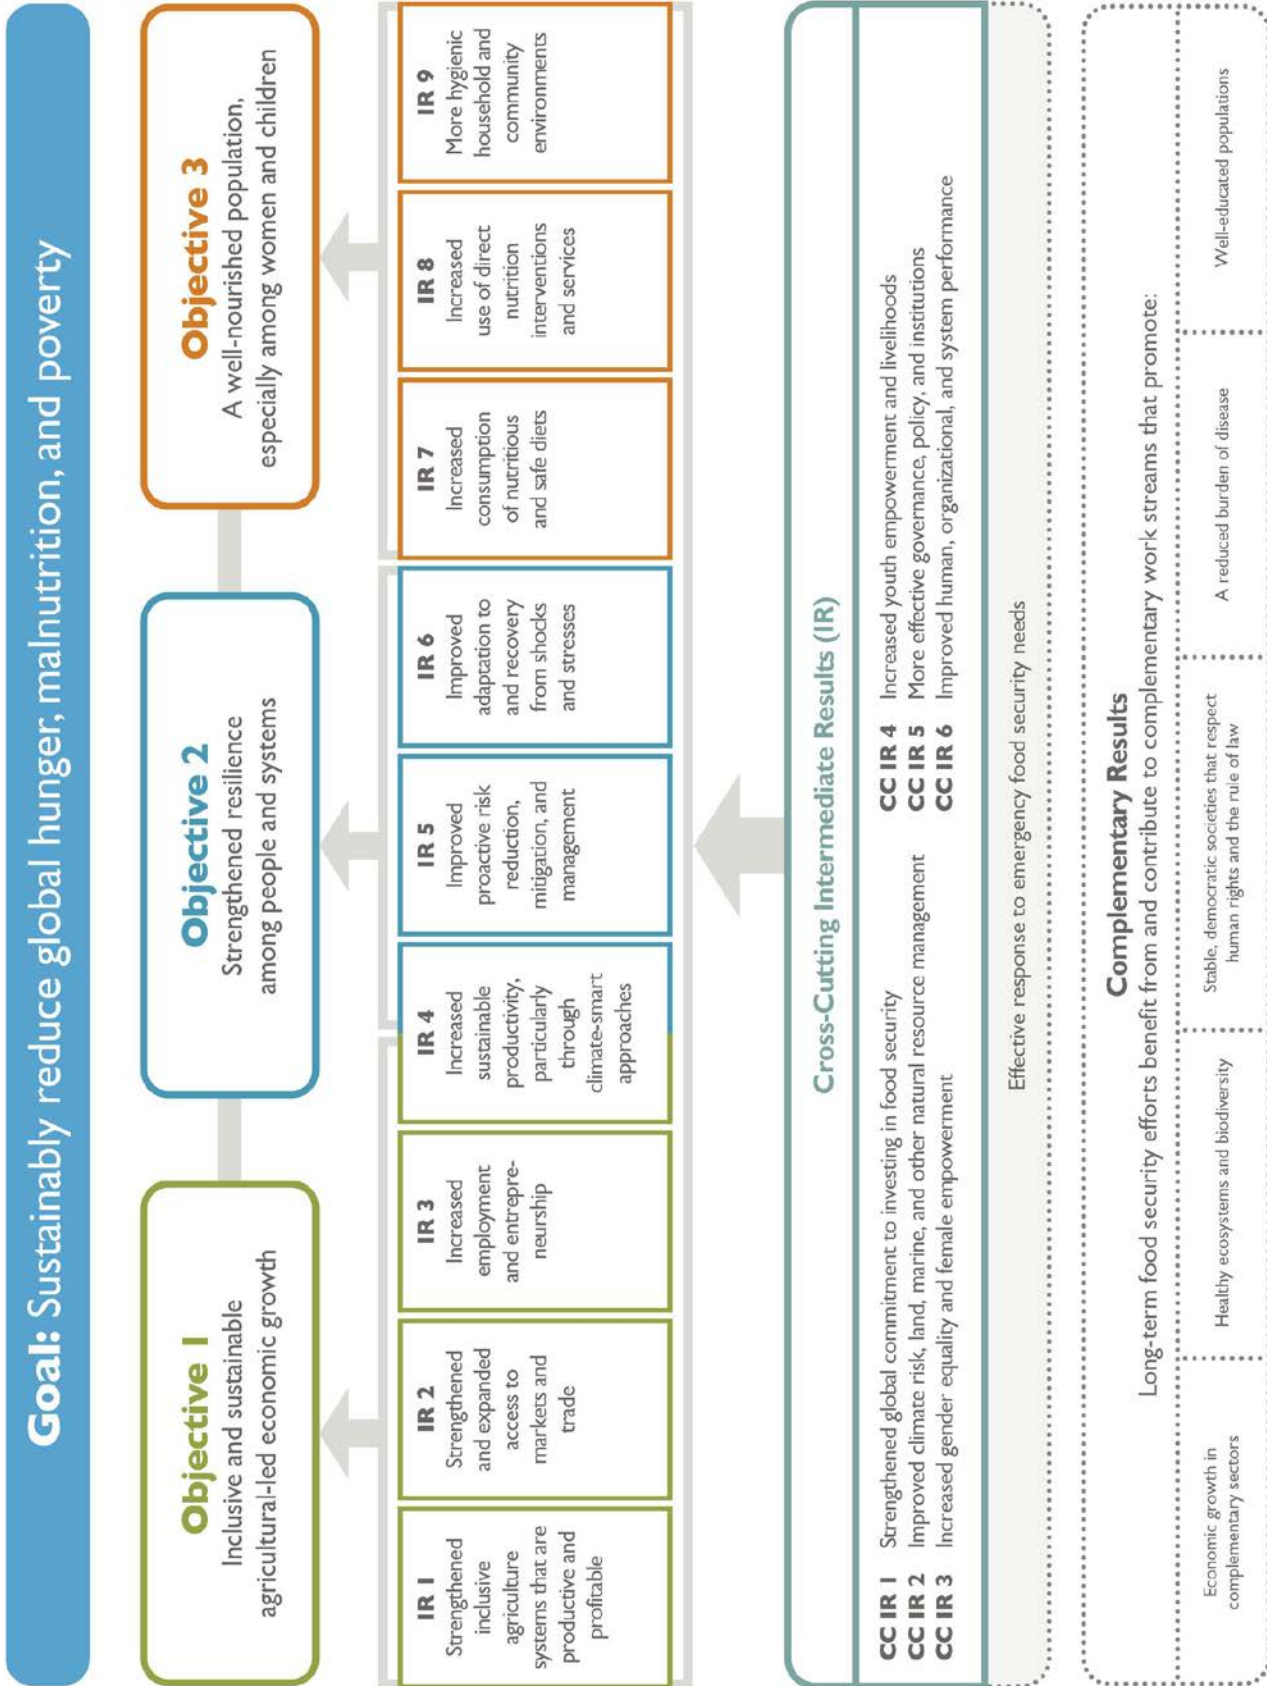 Goal: Sustainably reduce global hunger, malnutrition, and poverty
Objective 1
Inclusive and sustainable
agricultural-led economic growth
Objective 2
Strengthened resilience
among people and systems
Objective 3
A well-nourished population,
especially among women and children
IR 1
Strengthened
inclusive
agriculture
systems that are
productive and
profitable
IR 2
Strengthened
and expanded
access to
markets and
trade
IR 3
Increased
employment
and entrepre-
neurship
IR 4
Increased
sustainable
productivity,
particularly
through
climate-smart
approaches
IR 5
Improved
proactive risk
reduction,
mitigation, and
management
IR 6
Improved
adaptation to
and recovery
from shocks
and stresses
IR 7
Increased
consumption
of nutritious
and safe diets
IR 8
Increased
use of direct
nutrition
interventions
and services
IR 9
More hygienic
household and
community
environments
Cross-Cutting Intermediate Results (IR)
CC IR 1 Strengthened global commitment to investing in food security
CC IR 2 Improved climate risk, land, marine, and other natural resource management
CC IR 3 Increased gender equality and female empowerment
CC IR 4 Increased youth empowerment and livelihoods
CC IR 5 More effective governance, policy, and institutions
CC IR 6 Improved human, organizational, and system performance
Effective response to emergency food security needs
Complementary Results
Long-term food security efforts benefit from and contribute to complementary work streams that promote:
Economic growth in
complementary sectors
Healthy ecosystems and biodiversity
Stable, democratic societies that respect
human rights and the rule of law
A reduced burden of disease
Well-educated populations